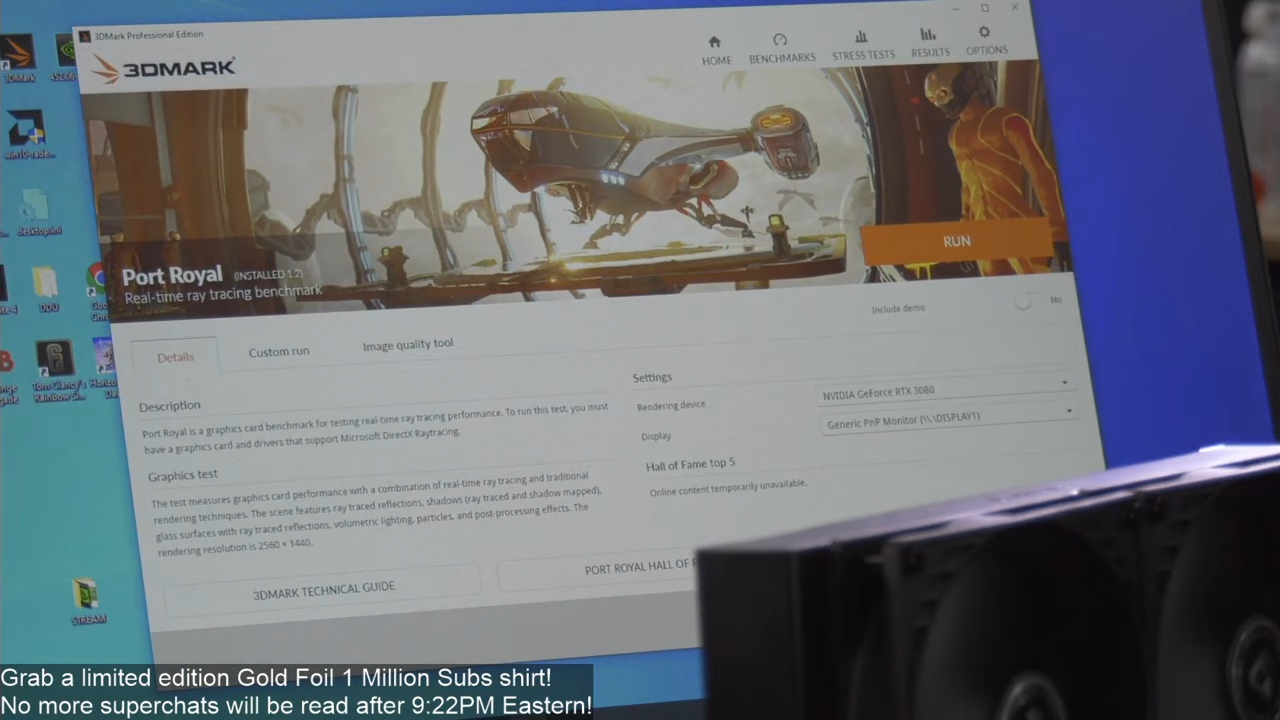 3DMark Professional Edition
3DMARK
HOME
BENCHMARKS
STRESS TESTS
RESULTS
OPTIONS
3DMark
win10-rade...
desktop.ini
DDU
Tom Clancy's
Rainbow Si...
STREAM
Port Royal (INSTALLED 1.2)
Real-time ray tracing benchmark
RUN
Include demo
No
Details
Custom run
Image quality tool
Description
Port Royal is a graphics card benchmark for testing real-time ray tracing performance. To run this test, you must
have a graphics card and drivers that support Microsoft DirectX Raytracing.
Graphics test
The test measures graphics card performance with a combination of real-time ray tracing and traditional
rendering techniques. The scene features ray traced reflections, shadows (ray traced and shadow mapped),
glass surfaces with ray traced reflections, volumetric lighting, particles, and post-processing effects. The
rendering resolution is 2560 × 1440.
Settings
Rendering device
NVIDIA GeForce RTX 3080
Display
Generic PnP Monitor (\\.\DISPLAY1)
Hall of Fame top 5
Online content temporarily unavailable.
3DMARK TECHNICAL GUIDE
PORT ROYAL HALL OF
Grab a limited edition Gold Foil 1 Million Subs shirt!
No more superchats will be read after 9:22PM Eastern!